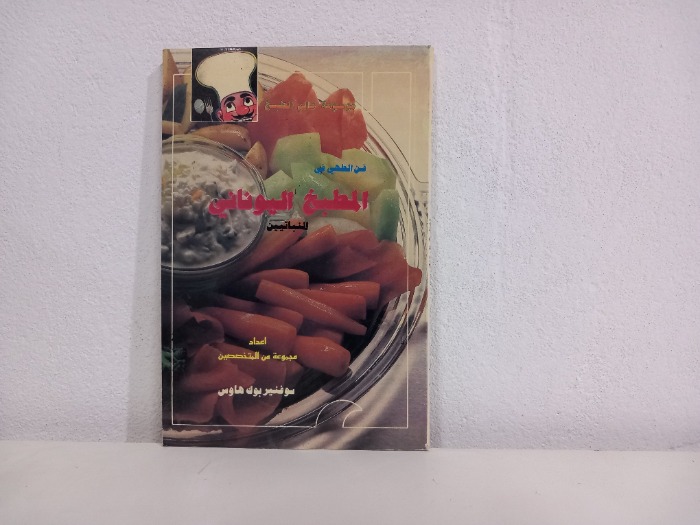 فن الطهي في
المطبخ اليوناني
للنباتيين
اعداد
مجموعة من المتخصصين
سوفنير بوك هاوس